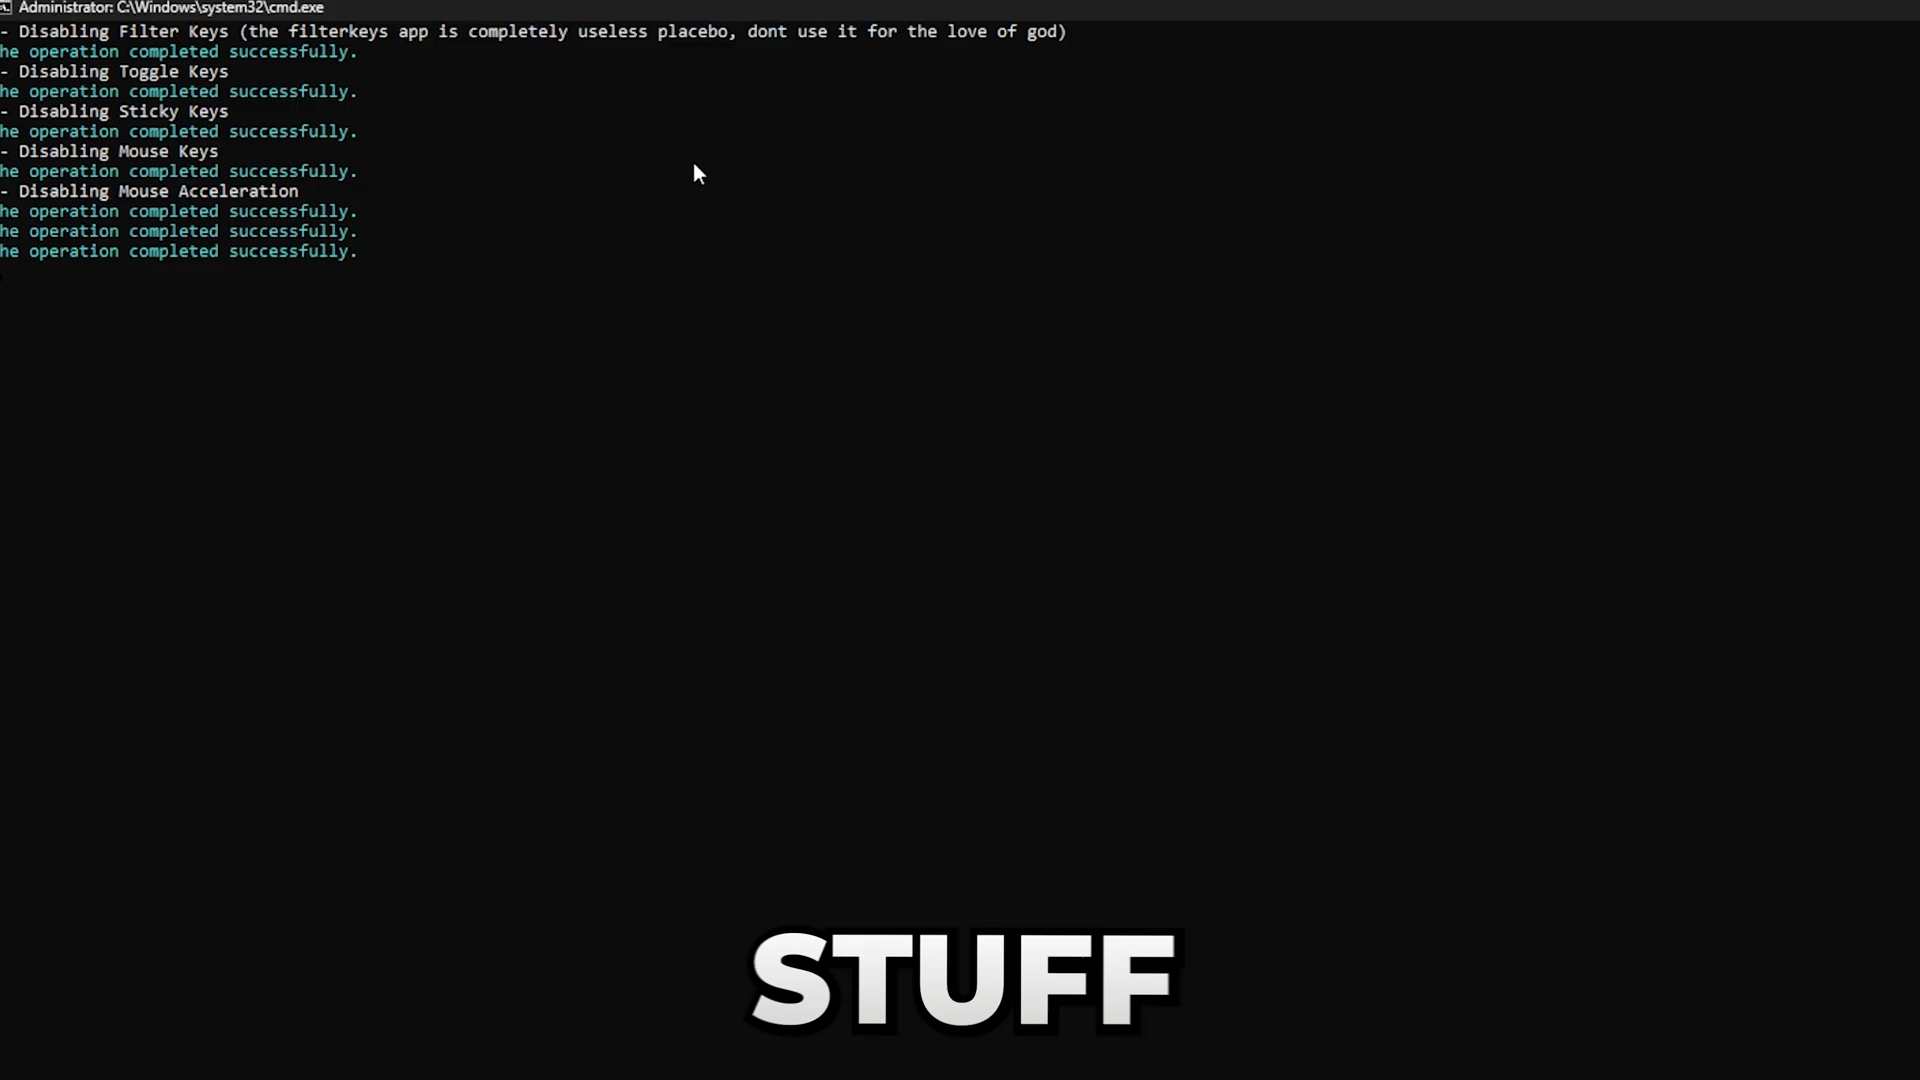 Administrator: C:\Windows\system32\cmd.exe
- Disabling Filter Keys (the filterkeys app is completely useless placebo, dont use it for the love of god)
he operation completed successfully.
- Disabling Toggle Keys
he operation completed successfully.
- Disabling Sticky Keys
he operation completed successfully.
- Disabling Mouse Keys
he operation completed successfully.
- Disabling Mouse Acceleration
he operation completed successfully.
he operation completed successfully.
he operation completed successfully.
STUFF